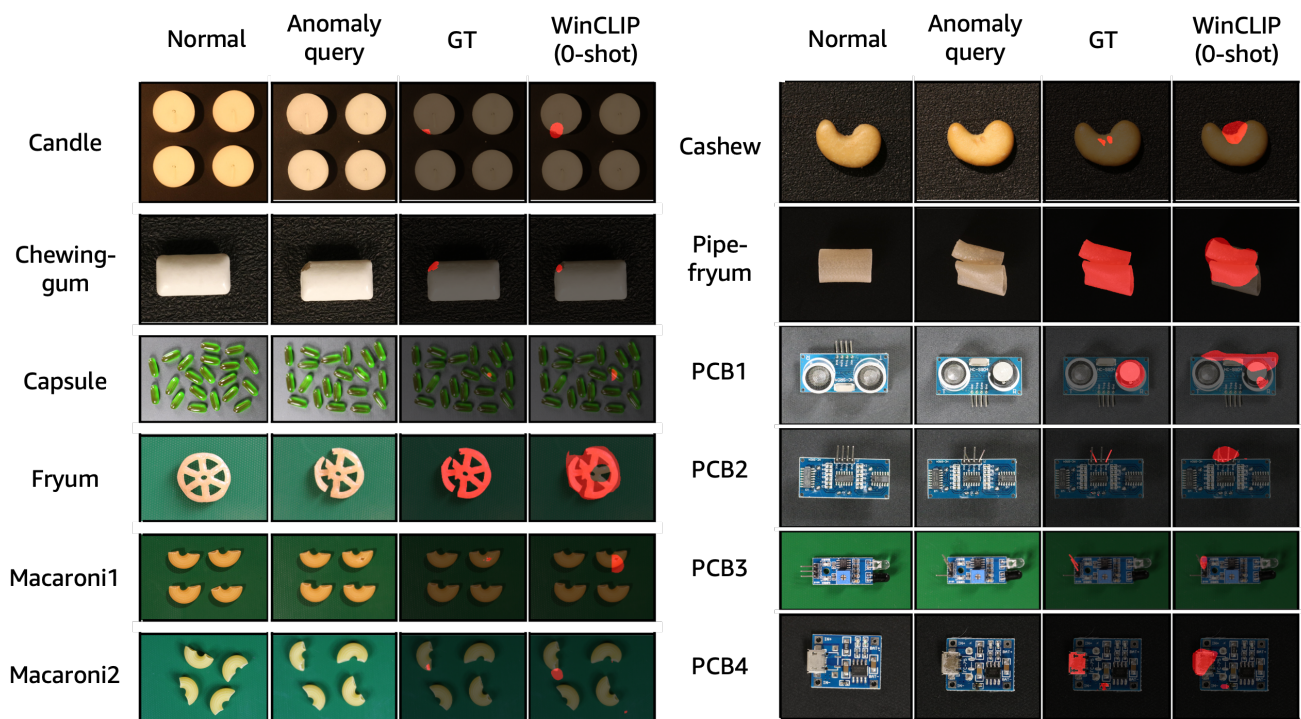 Normal
Anomaly
query
GT
WinCLIP
(0-shot)
Candle
Chewing-
gum
Capsule
Fryum
Macaroni1
Macaroni2
Normal
Anomaly
query
GT
WinCLIP
(0-shot)
Cashew
Pipe-
fryum
PCB1
PCB2
PCB3
PCB4